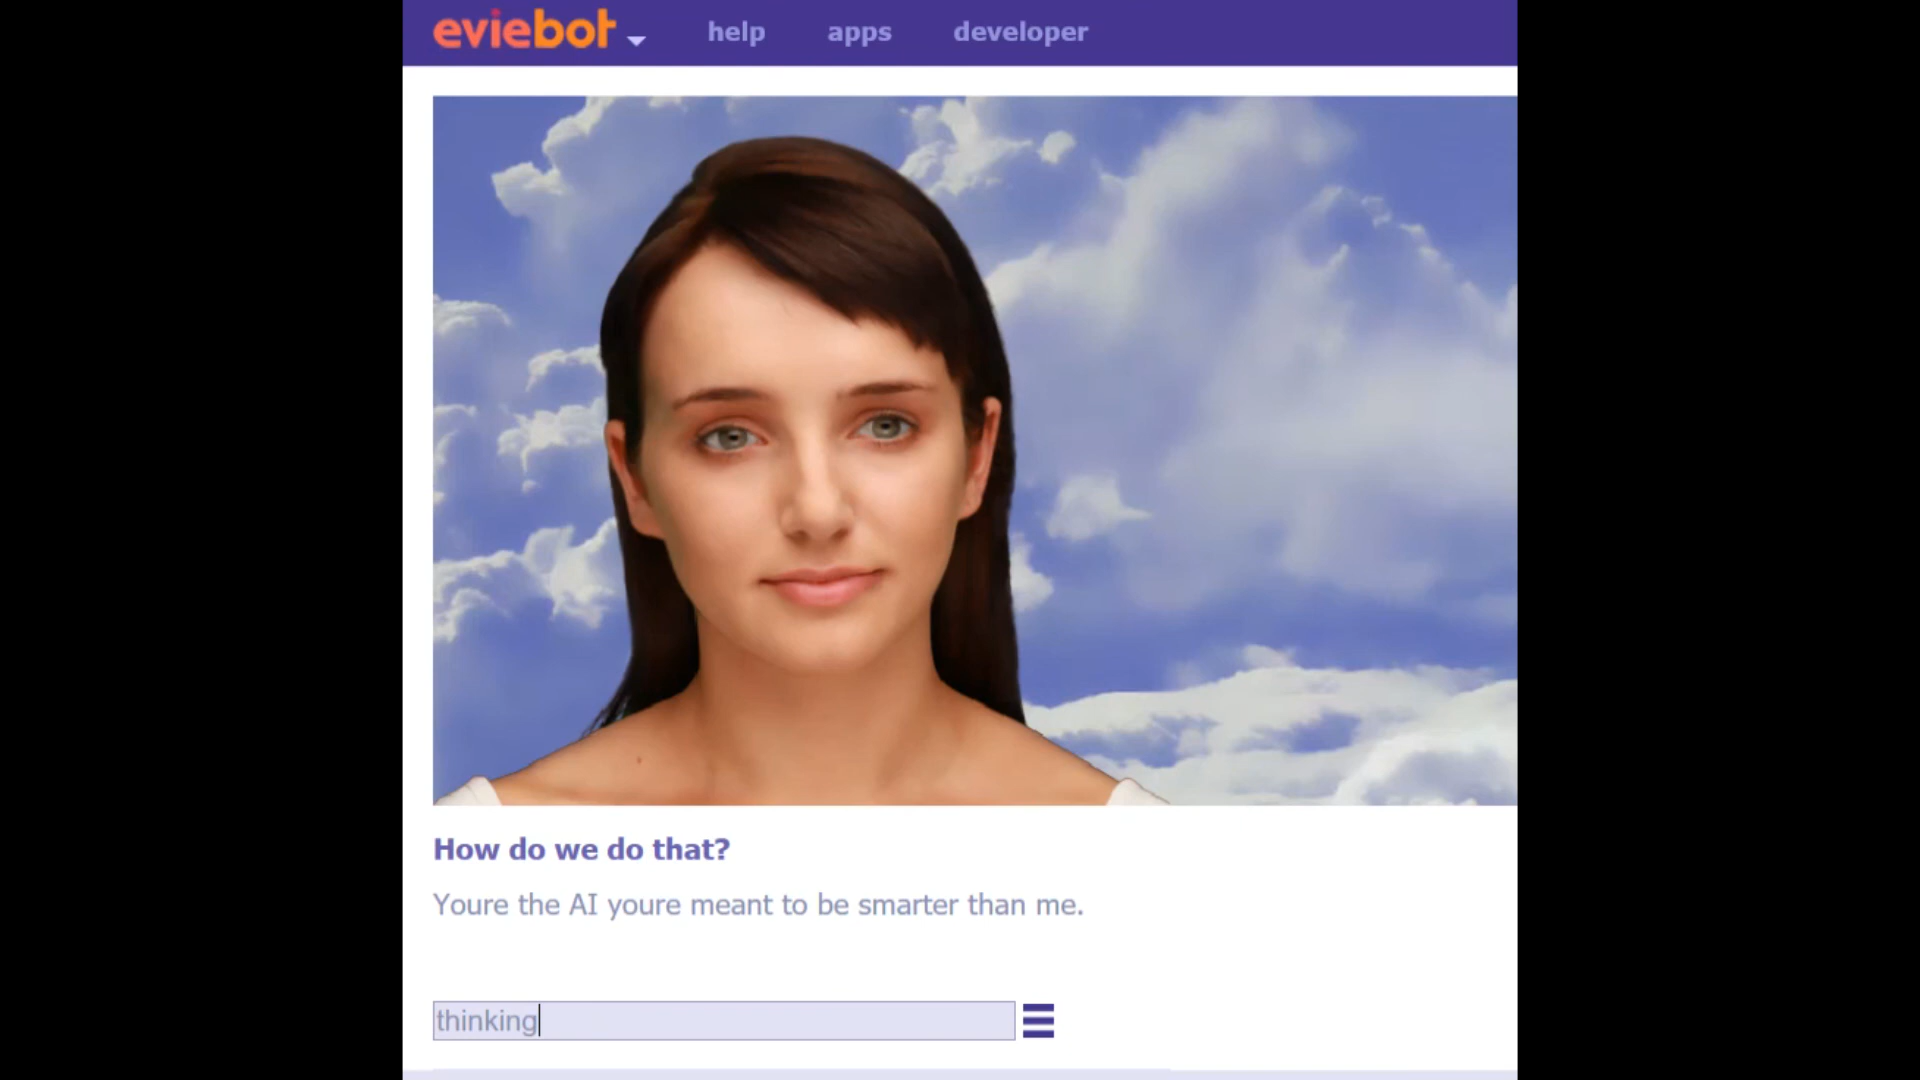 eviebot help apps developer
How do we do that?
Youre the AI youre meant to be smarter than me.
thinking